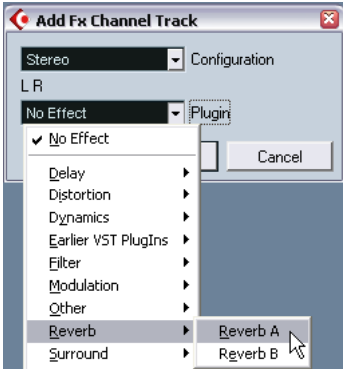 Add Fx Channel Track
Stereo Configuration
L R
No Effect Plugin
No Effect
Cancel
Delay
Distortion
Dynamics
Earlier VST PlugIns
Filter
Modulation
Other
Reverb Reverb A
Surround Reverb B